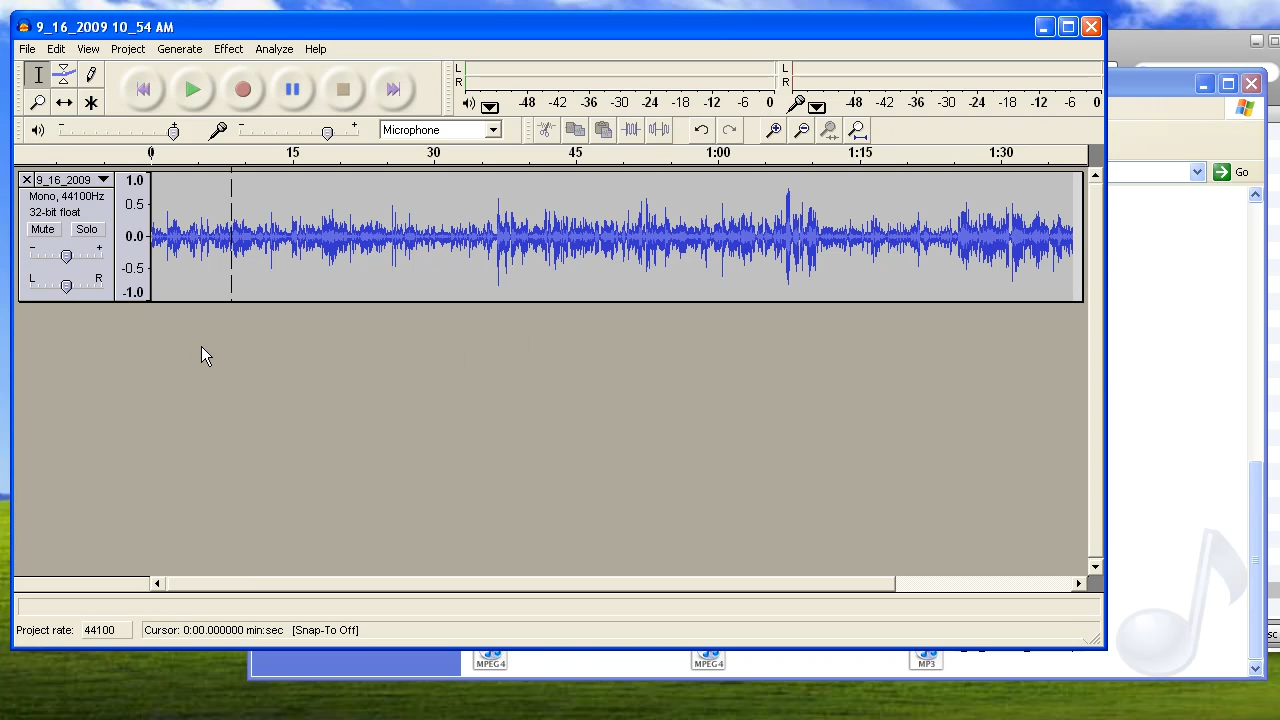 9_16_2009 10_54 AM
File Edit View Project Generate Effect Analyze Help
L
R
-48 -42 -36 -30 -24 -18 -12 -6 0
L
R
-48 -42 -36 -30 -24 -18 -12 -6 0
- + - + Microphone
0 15 30 45 1:00 1:15 1:30
9_16_2009
Mono, 44100Hz
32-bit float
Mute Solo
- +
L R
1.0
0.5
0.0
-0.5
-1.0
Go
Project rate: 44100 Cursor: 0:00.000000 min:sec [Snap-To Off]
MPEG4 MPEG4 MP3
sc